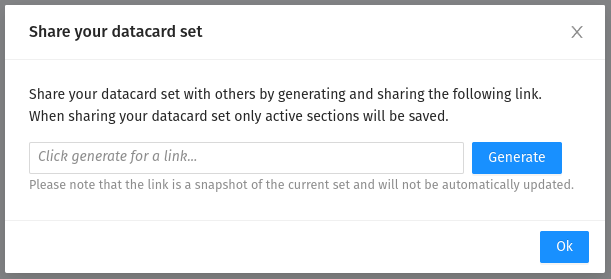 Share your datacard set
Share your datacard set with others by generating and sharing the following link.
When sharing your datacard set only active sections will be saved.
Click generate for a link...
Generate
Please note that the link is a snapshot of the current set and will not be automatically updated.
Ok